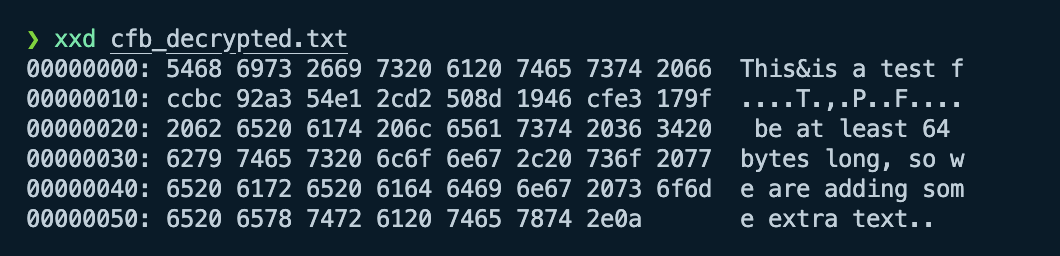 ❯ xxd cfb_decrypted.txt
00000000: 5468 6973 2669 7320 6120 7465 7374 2066  This&is a test f
00000010: ccbc 92a3 54e1 2cd2 508d 1946 cfe3 179f  ....T.,.P..F....
00000020: 2062 6520 6174 206c 6561 7374 2036 3420   be at least 64 
00000030: 6279 7465 7320 6c6f 6e67 2c20 736f 2077  bytes long, so w
00000040: 6520 6172 6520 6164 6469 6e67 2073 6f6d  e are adding som
00000050: 6520 6578 7472 6120 7465 7874 2e0a       e extra text..